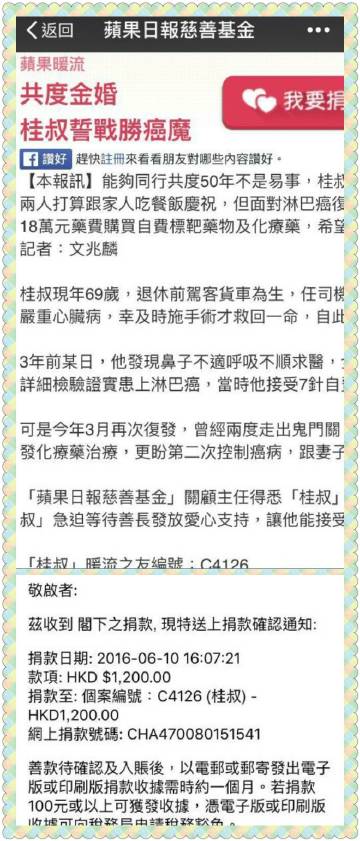 返回 蘋果日報慈善基金
蘋果暖流
共度金婚
桂叔誓戰勝癌魔
我要捐
讚好 趕快註冊來看看朋友對哪些內容讚好。
【本報訊】能夠同行共度50年不是易事，桂叔
兩人打算跟家人吃餐飯慶祝，但面對淋巴癌復
18萬元藥費購買自費標靶藥物及化療藥，希望
記者：文兆麟
桂叔現年69歲，退休前駕客貨車為生，任司機
嚴重心臟病，幸及時施手術才救回一命，自此
3年前某日，他發現鼻子不適呼吸不順求醫，
詳細檢驗證實患上淋巴癌，當時他接受7針自
可是今年3月再次復發，曾經兩度走出鬼門關
發化療藥治療，更盼第二次控制癌病，跟妻子
「蘋果日報慈善基金」關顧主任得悉「桂叔」
叔」急迫等待善長發放愛心支持，讓他能接受
「桂叔」暖流之友編號：C4126
敬啟者:
茲收到 閣下之捐款, 現特送上捐款確認通知:
捐款日期: 2016-06-10 16:07:21
款項: HKD $1,200.00
捐款至: 個案編號：C4126 (桂叔) -
HKD1,200.00
網上捐款號碼: CHA470080151541
善款待確認及入賬後，以電郵或郵寄發出電子
版或印刷版捐款收據需時約一個月。若捐款
100元或以上可獲發收據，憑電子版或印刷版
收據可向稅務局申請稅務豁免。